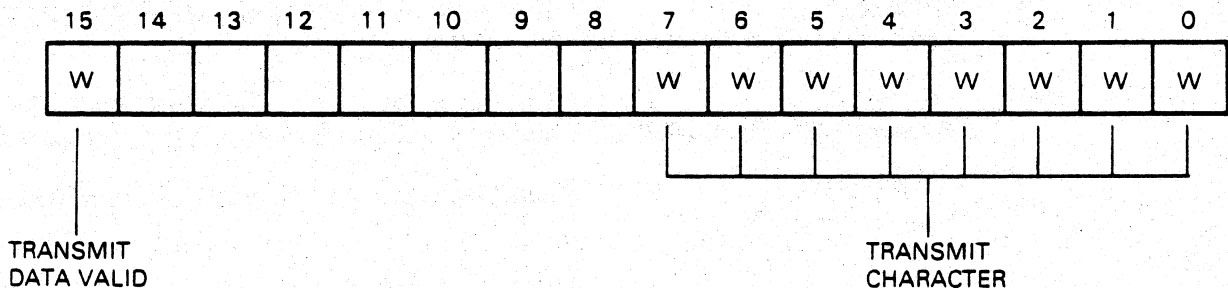 15 14 13 12 11 10 9 8 7 6 5 4 3 2 1 0
W W W W W W W W W
TRANSMIT
DATA VALID
TRANSMIT
CHARACTER